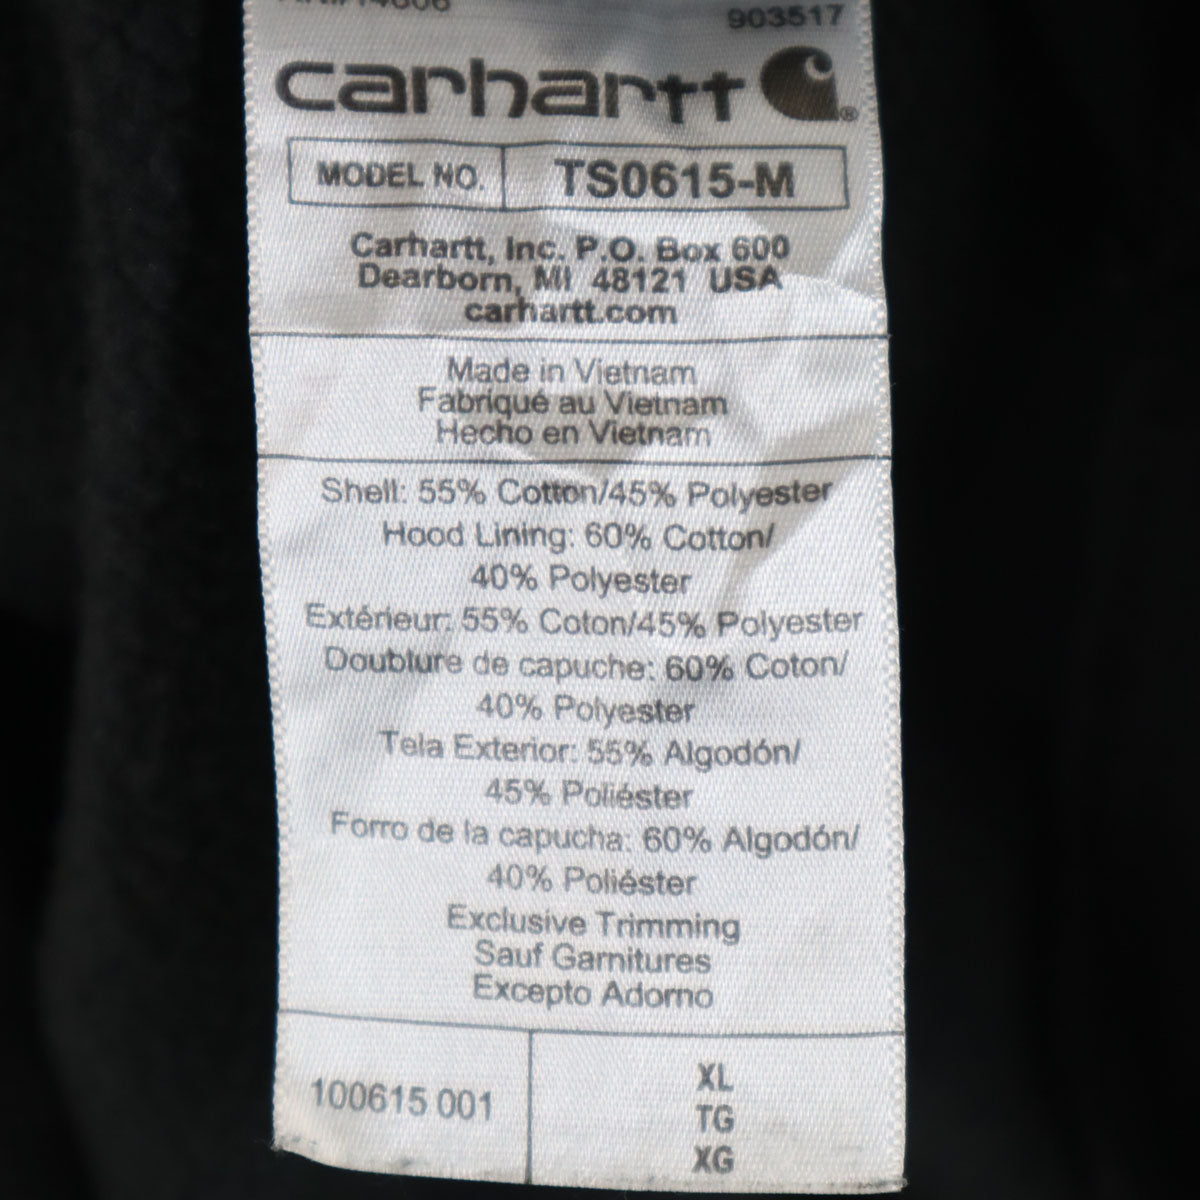 903517
carhartt
MODEL NO. TS0615-M
Carhartt, Inc. P.O. Box 600
Dearborn, MI 48121 USA
carhartt.com
Made in Vietnam
Fabriqué au Vietnam
Hecho en Vietnam
Shell: 55% Cotton/45% Polyester
Hood Lining: 60% Cotton/
40% Polyester
Extérieur: 55% Coton/45% Polyester
Doublure de capuche: 60% Coton/
40% Polyester
Tela Exterior: 55% Algodón/
45% Poliéster
Forro de la capucha: 60% Algodón/
40% Poliéster
Exclusive Trimming
Sauf Garnitures
Excepto Adorno
100615 001
XL
TG
XG